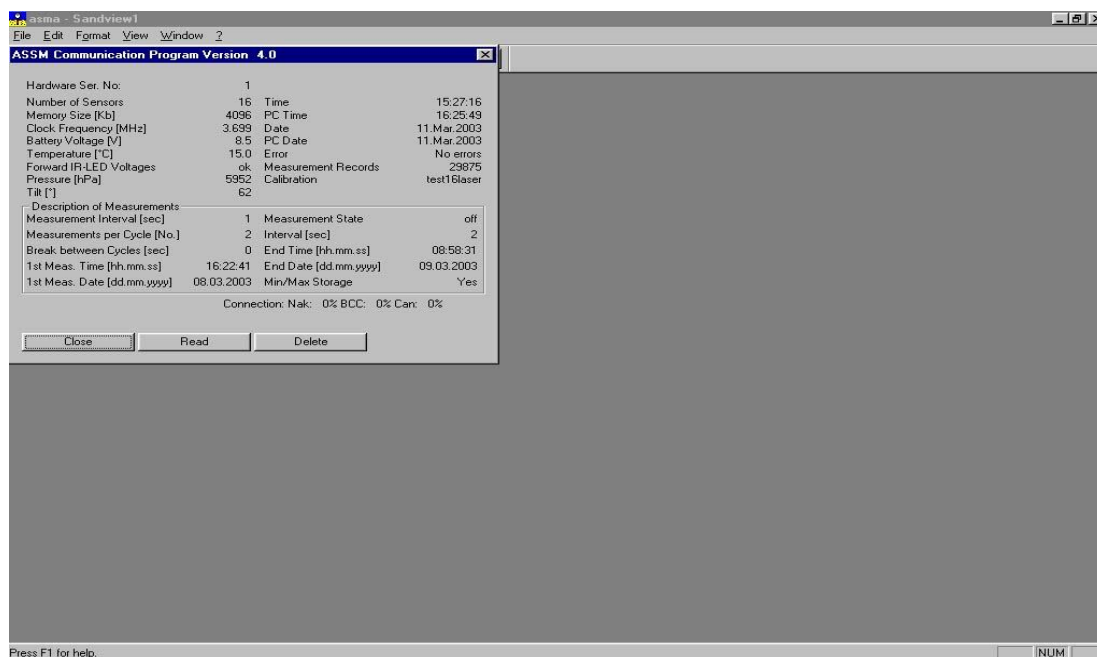 asma - Sandview1
File Edit Format View Window ?
ASSM Communication Program Version 4.0
Hardware Ser. No: 1
Number of Sensors 16 Time 15:27:16
Memory Size [Kb] 4096 PC Time 16:25:49
Clock Frequency [MHz] 3.699 Date 11.Mar.2003
Battery Voltage [V] 8.5 PC Date 11.Mar.2003
Temperature [°C] 15.0 Error No errors
Forward IR-LED Voltages ok Measurement Records 29875
Pressure [hPa] 5952 Calibration test16laser
Tilt [°] 62
Description of Measurements
Measurement Interval [sec] 1 Measurement State off
Measurements per Cycle [No.] 2 Interval [sec] 2
Break between Cycles [sec] 0 End Time [hh.mm.ss] 08:58:31
1st Meas. Time [hh.mm.ss] 16:22:41 End Date [dd.mm.yyyy] 09.03.2003
1st Meas. Date [dd.mm.yyyy] 08.03.2003 Min/Max Storage Yes
Connection: Nak: 0% BCC: 0% Can: 0%
Close Read Delete
Press F1 for help. NUM